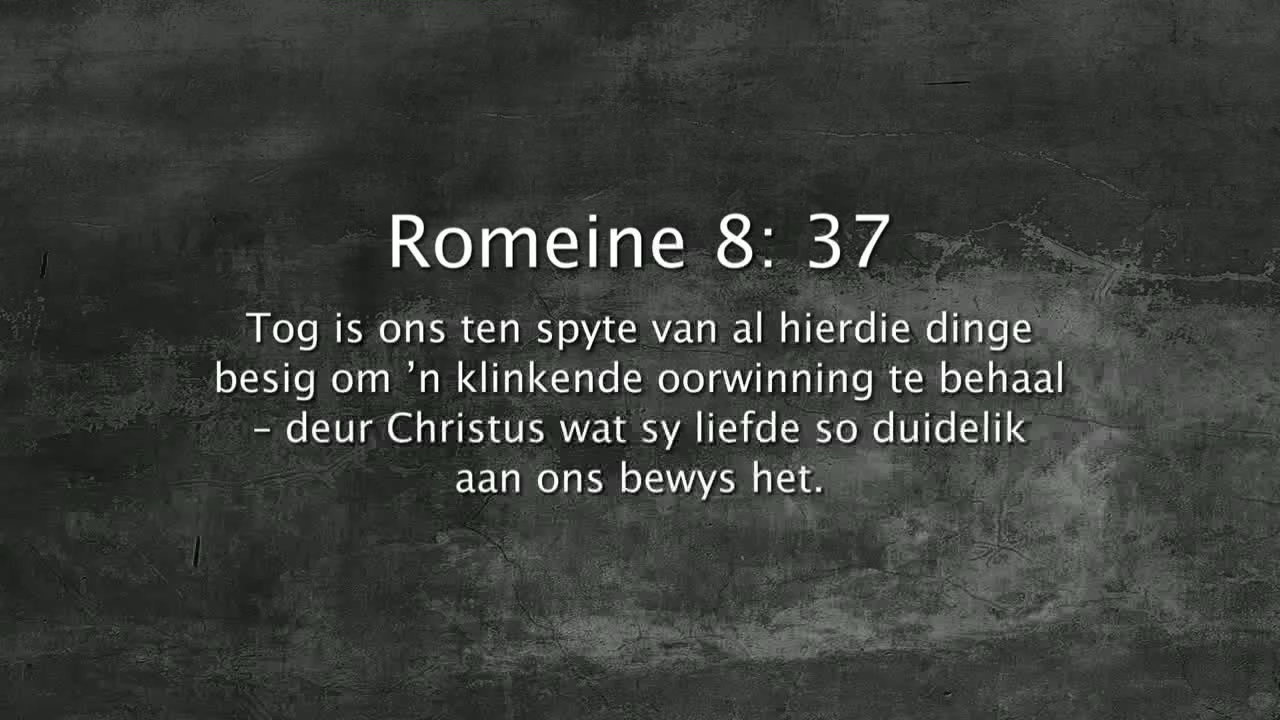 Romeine 8: 37
Tog is ons ten spyte van al hierdie dinge
besig om ’n klinkende oorwinning te behaal
– deur Christus wat sy liefde so duidelik
aan ons bewys het.